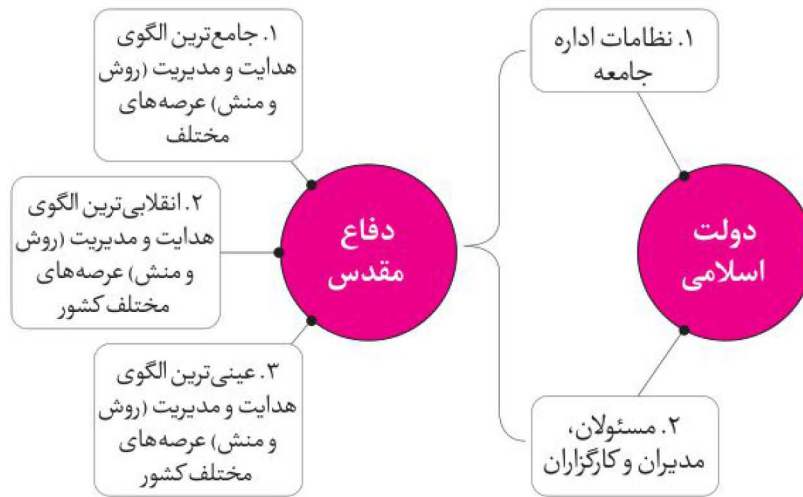 ۱. نظامات اداره
جامعه
دولت
اسلامی
۲. مسئولان،
مدیران و کارگزاران
دفاع
مقدس
۱. جامع‌ترین الگوی
هدایت و مدیریت (روش
و منش) عرصه‌های
مختلف
۲. انقلابی‌ترین الگوی
هدایت و مدیریت (روش
و منش) عرصه‌های
مختلف کشور
۳. عینی‌ترین الگوی
هدایت و مدیریت (روش
و منش) عرصه‌های
مختلف کشور